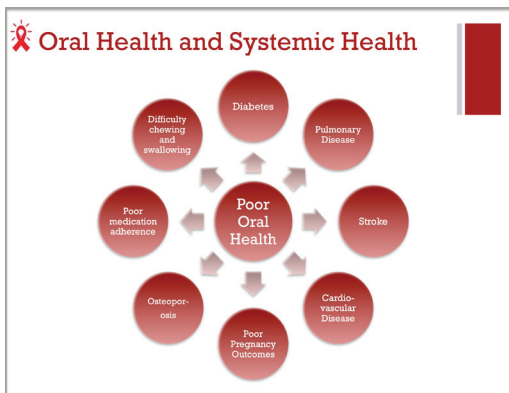 Oral Health and Systemic Health
Diabetes
Pulmonary
Disease
Stroke
Cardio-
vascular
Disease
Poor
Pregnancy
Outcomes
Osteopor-
osis
Poor
medication
adherence
Difficulty
chewing
and
swallowing
Poor
Oral
Health